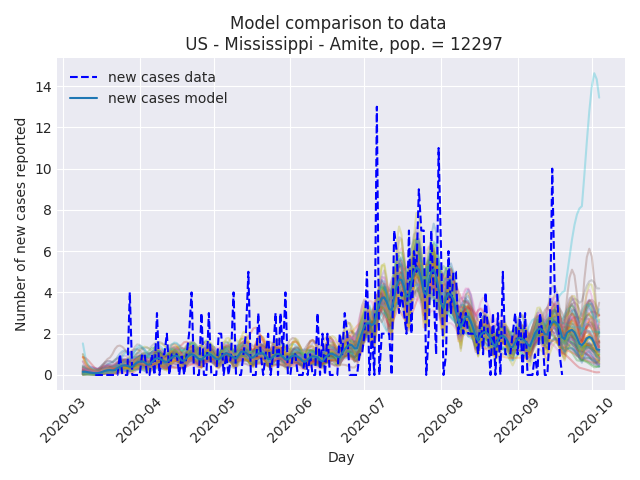 Model comparison to data
US - Mississippi - Amite, pop. = 12297
new cases data
new cases model
Number of new cases reported
14
12
10
8
6
4
2
0
2020-03
2020-04
2020-05
2020-06
2020-07
2020-08
2020-09
2020-10
Day